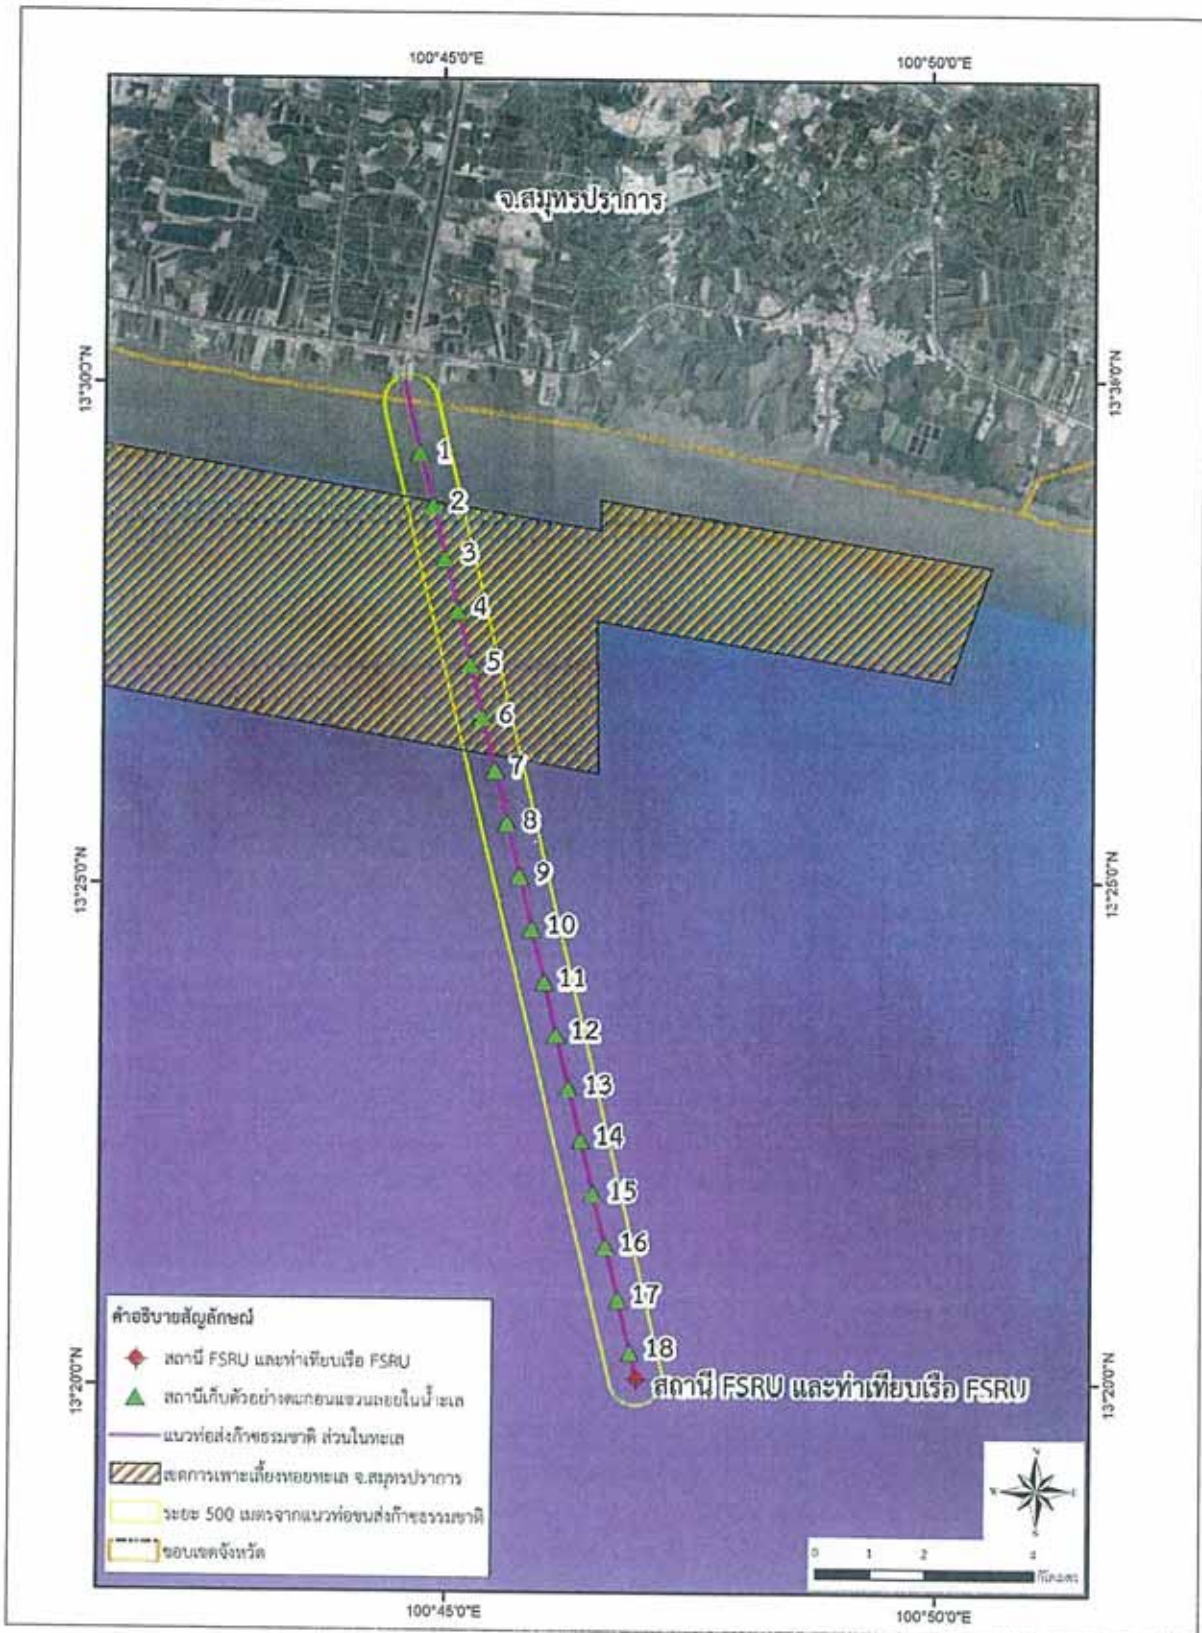 100°45'0"E
100°50'0"E
จ.สมุทรปราการ
13°30'0"N
13°30'0"N
1
2
3
4
5
6
7
8
9
10
11
12
13
14
15
16
17
18
13°25'0"N
13°25'0"N
13°20'0"N
13°20'0"N
สถานี FSRU และท่าเทียบเรือ FSRU
คำอธิบายสัญลักษณ์
สถานี FSRU และท่าเทียบเรือ FSRU
สถานีเก็บตัวอย่างตะกอนแขวนลอยในน้ำทะเล
แนวท่อส่งก๊าซธรรมชาติ ส่วนในทะเล
เขตการเพาะเลี้ยงหอยทะเล จ.สมุทรปราการ
ระยะ 500 เมตรจากแนวท่อขนส่งก๊าซธรรมชาติ
ขอบเขตจังหวัด
N
W
E
S
0 1 2 4
กิโลเมตร
100°45'0"E
100°50'0"E